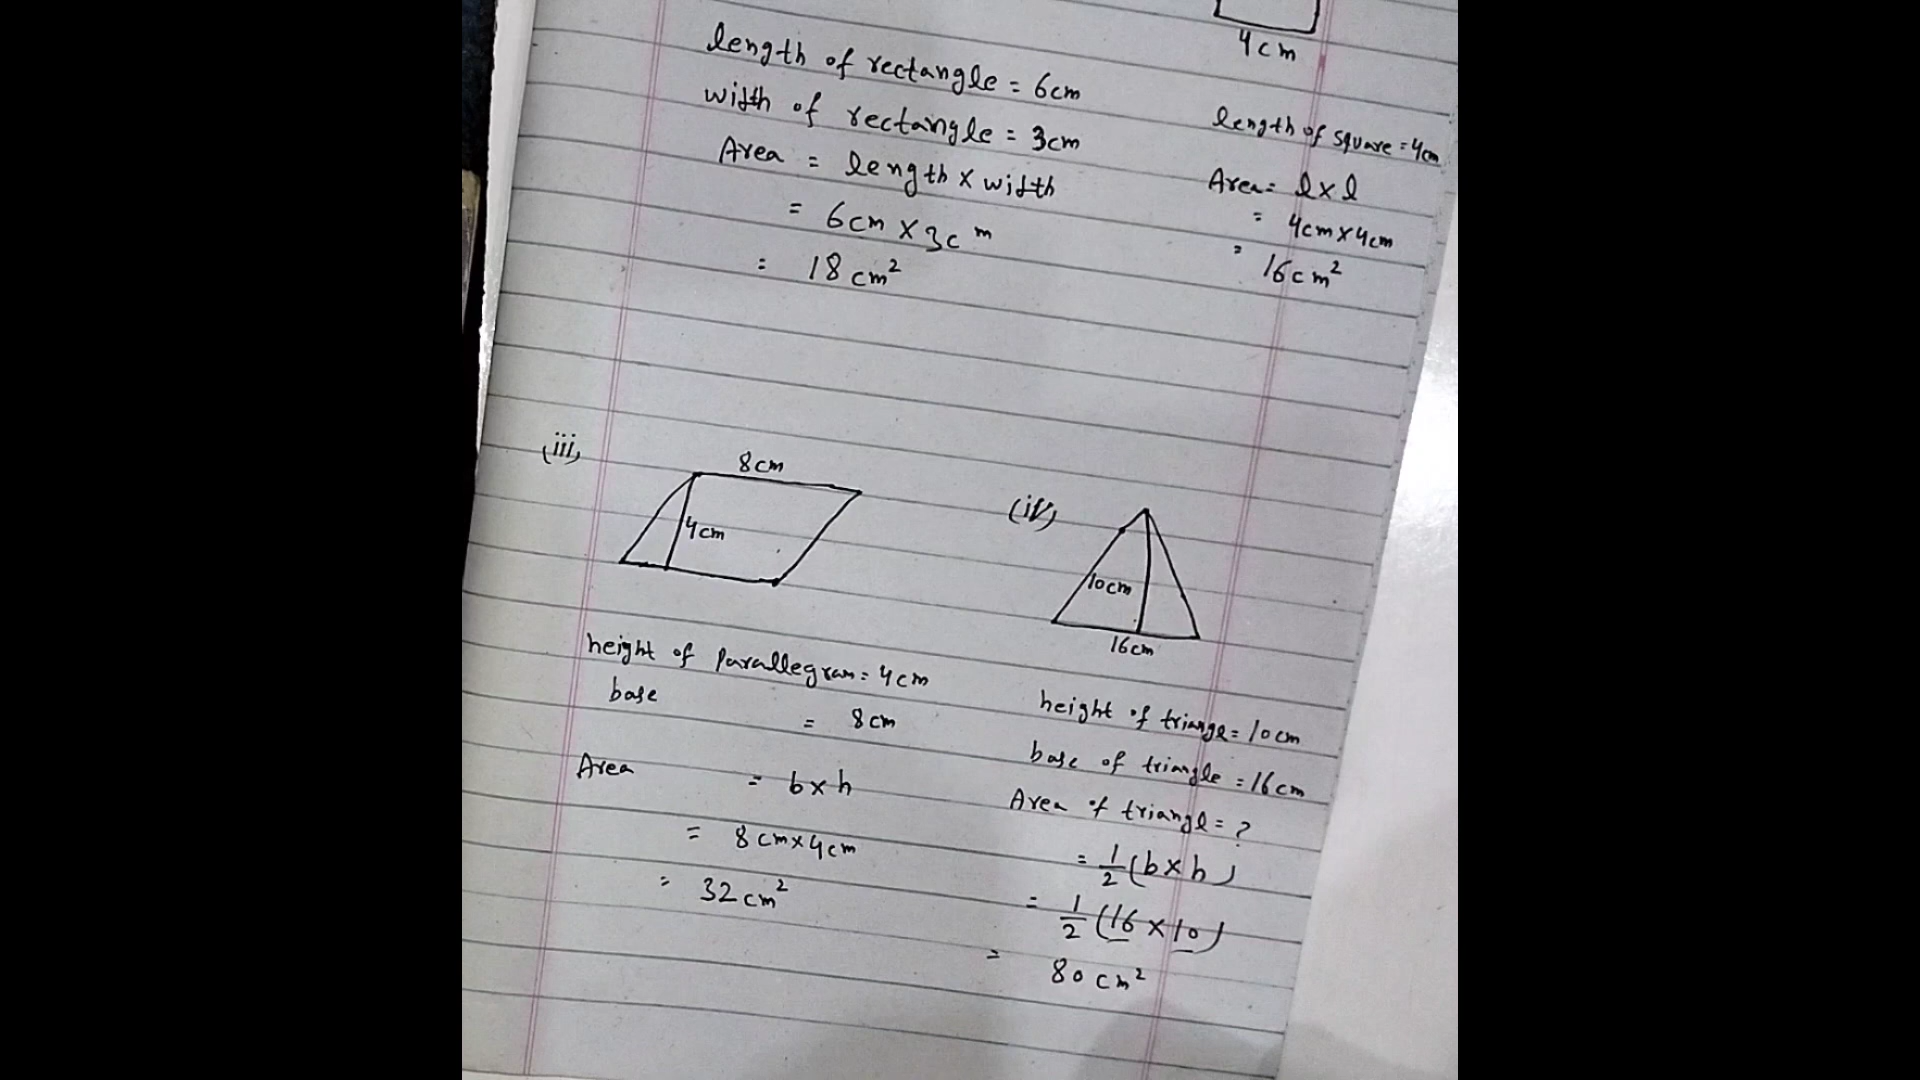 4cm
length of rectangle = 6cm
width of rectangle = 3cm
Area = length × width
= 6cm × 3cm
= 18 cm²
length of square = 4cm
Area = l × l
= 4cm × 4cm
= 16cm²
(iii)
8cm
4cm
height of parallegram = 4cm
base = 8cm
Area = b × h
= 8cm × 4cm
= 32 cm²
(iv)
10cm
16cm
height of triangle = 10cm
base of triangle = 16cm
Area of triangle = ?
= 1/2 (b × h)
= 1/2 (16 × 10)
= 80 cm²